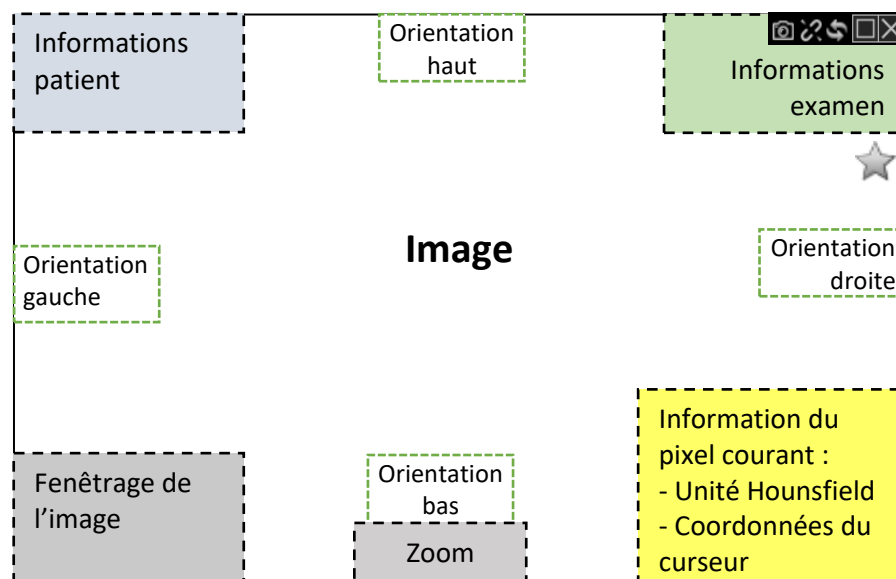 Informations
patient
Orientation
haut
Informations
examen
Image
Orientation
gauche
Orientation
droite
Fenêtrage de
l’image
Orientation
bas
Zoom
Information du
pixel courant :
- Unité Hounsfield
- Coordonnées du
curseur